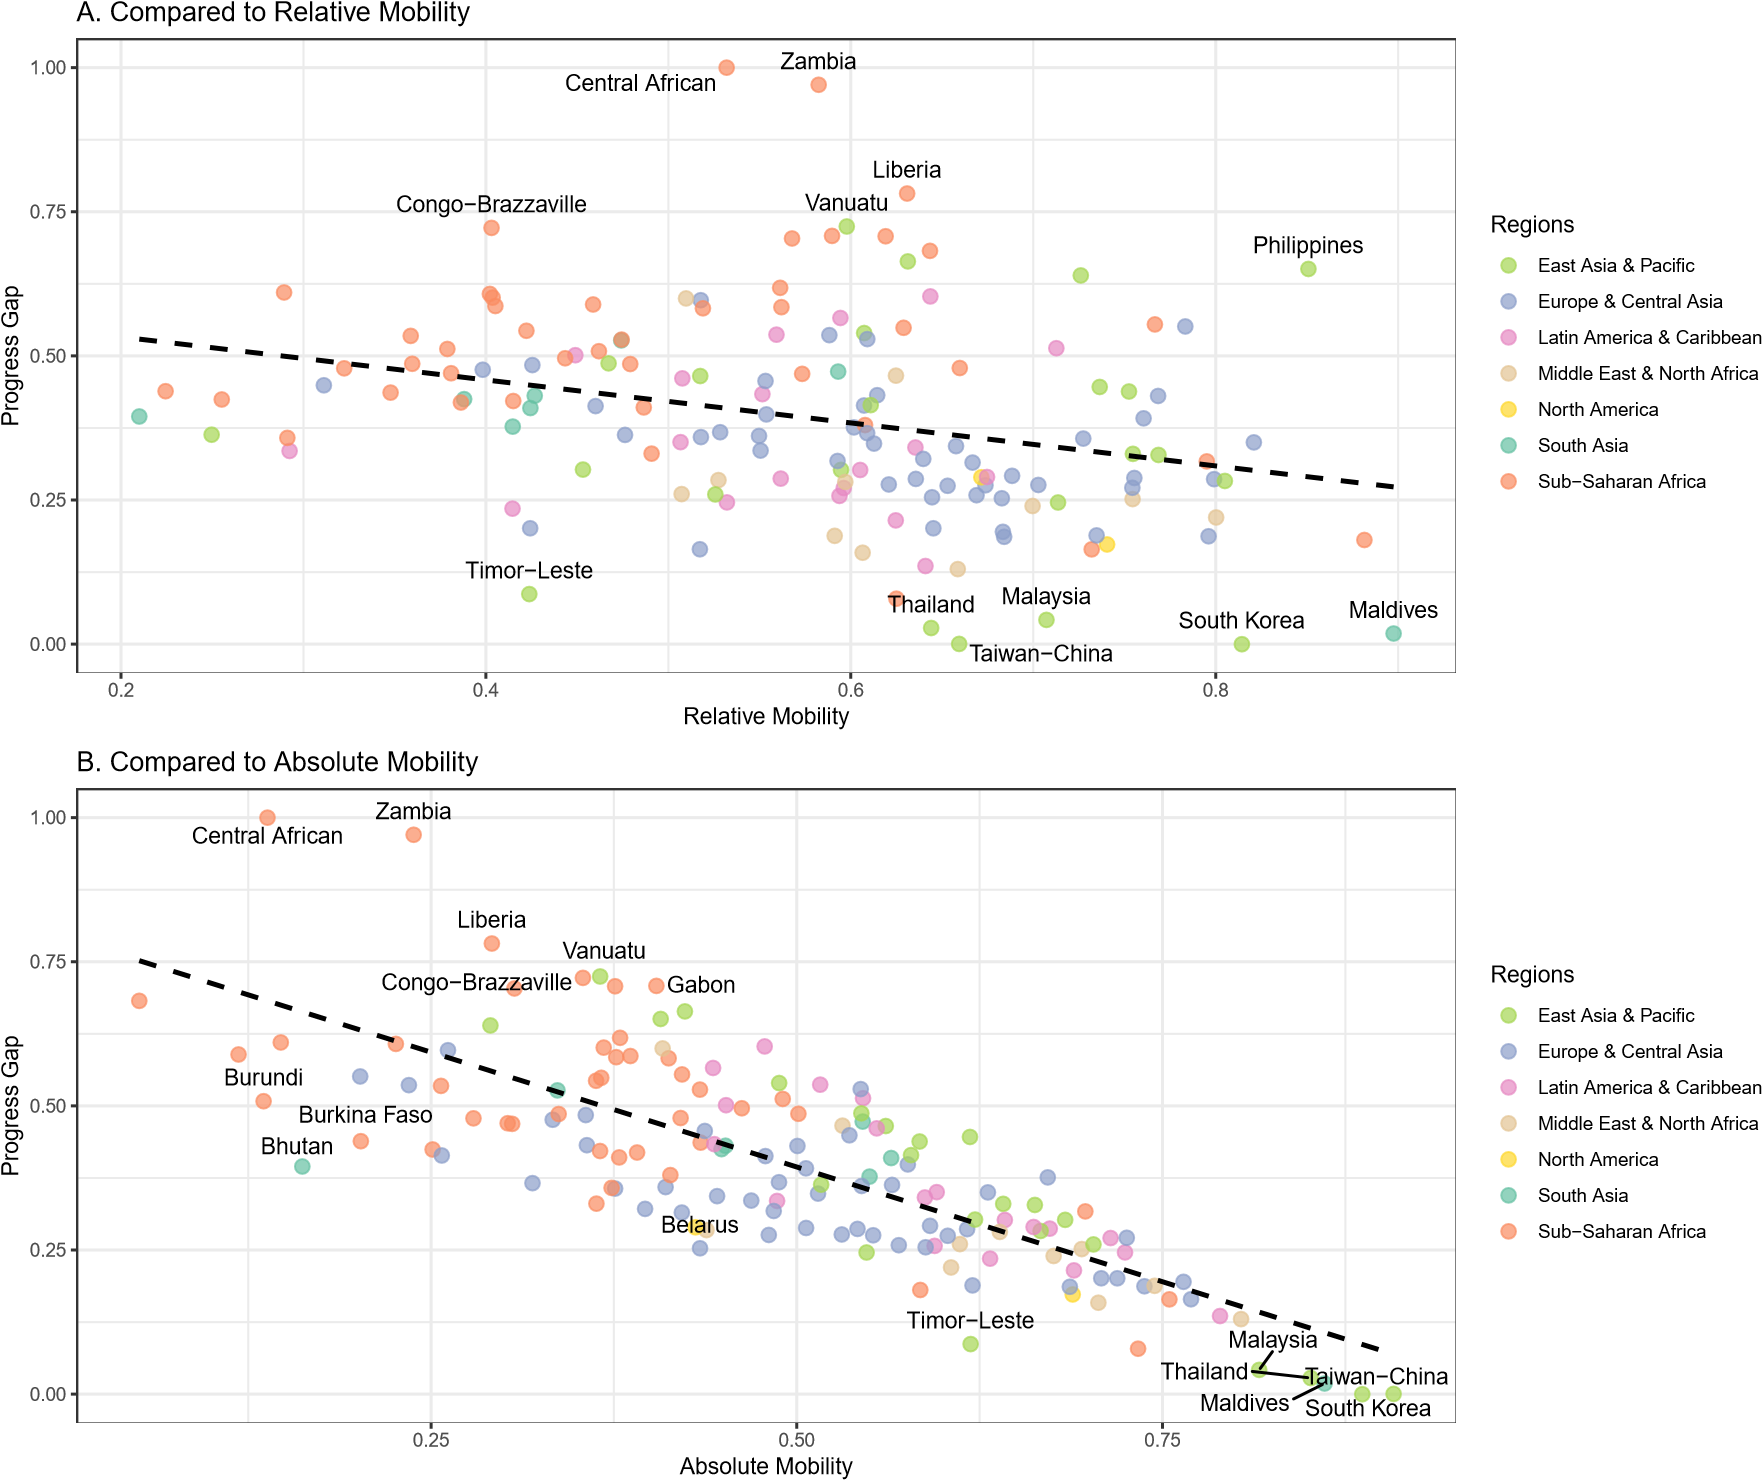 A. Compared to Relative Mobility
Progress Gap
1.00
0.75
0.50
0.25
0.00
Central African
Zambia
Liberia
Congo−Brazzaville
Vanuatu
Philippines
Timor−Leste
Thailand
Malaysia
South Korea
Maldives
Taiwan−China
0.2
0.4
0.6
0.8
Relative Mobility
Regions
East Asia & Pacific
Europe & Central Asia
Latin America & Caribbean
Middle East & North Africa
North America
South Asia
Sub−Saharan Africa
B. Compared to Absolute Mobility
Progress Gap
1.00
0.75
0.50
0.25
0.00
Zambia
Central African
Liberia
Vanuatu
Congo−Brazzaville
Gabon
Burundi
Burkina Faso
Bhutan
Belarus
Timor−Leste
Malaysia
Thailand
Taiwan−China
Maldives
South Korea
0.25
0.50
0.75
Absolute Mobility
Regions
East Asia & Pacific
Europe & Central Asia
Latin America & Caribbean
Middle East & North Africa
North America
South Asia
Sub−Saharan Africa